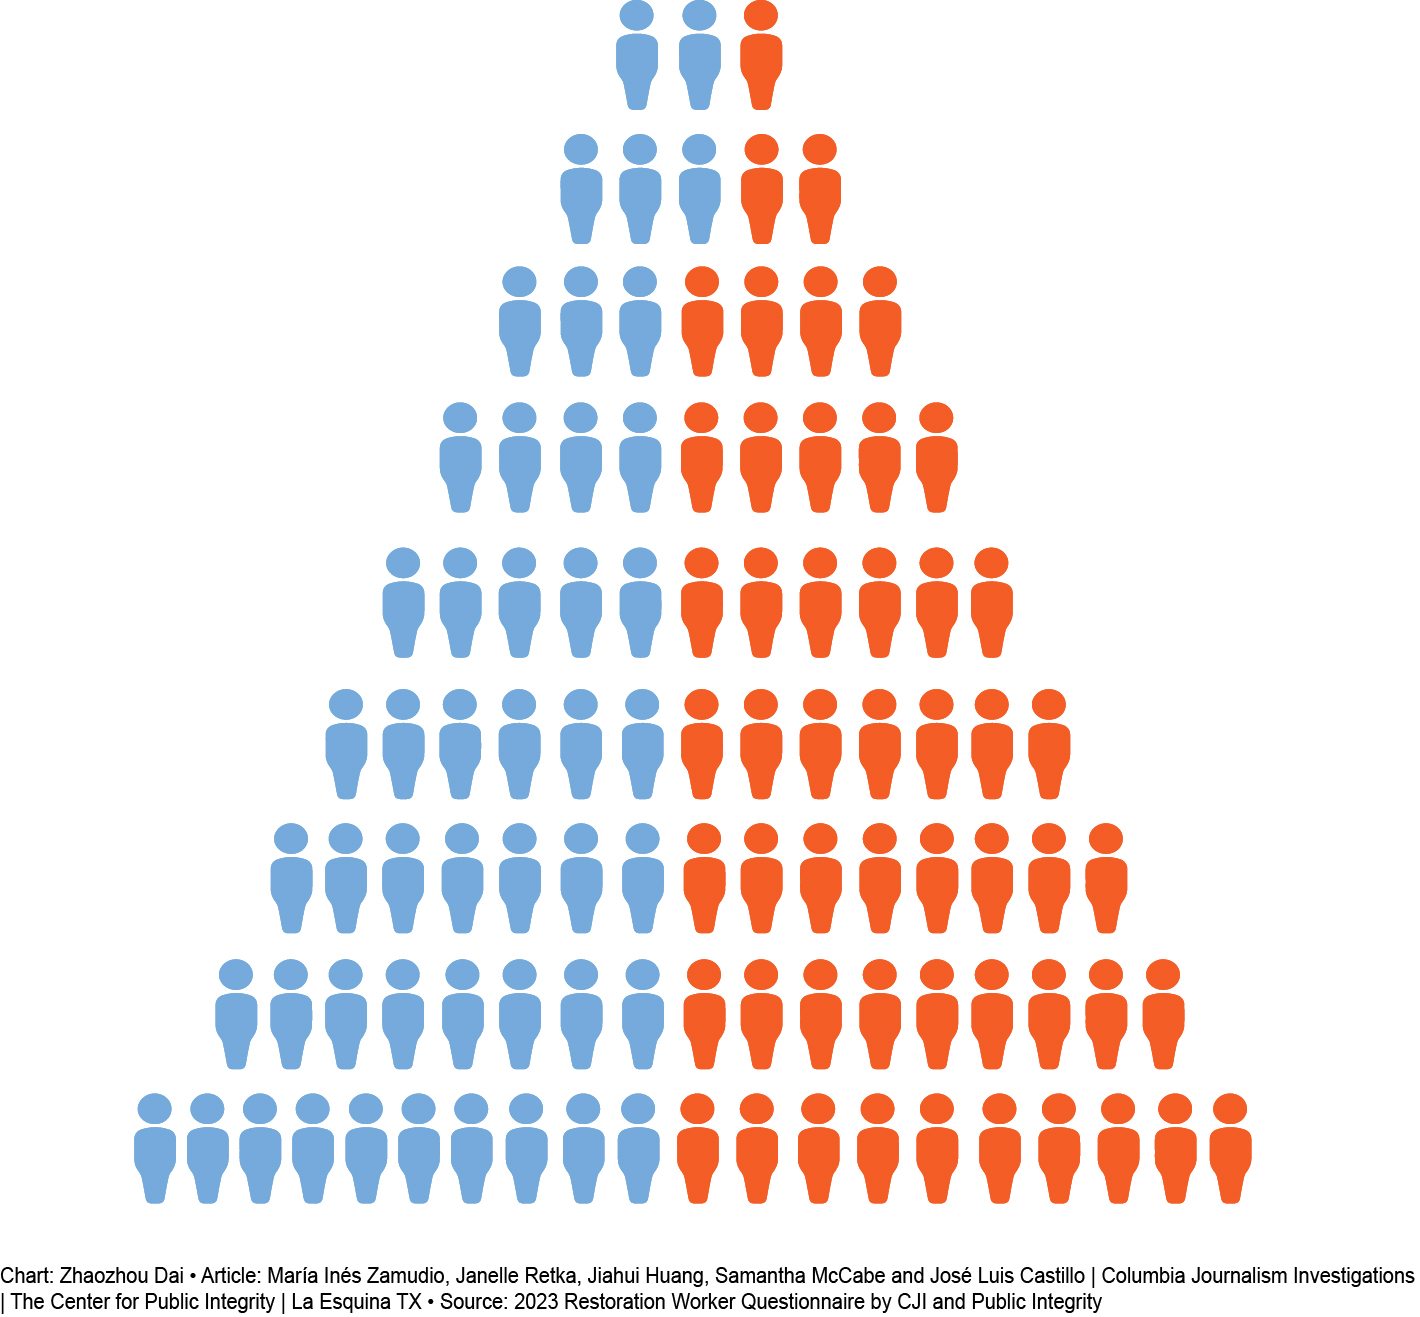 Chart: Zhaozhou Dai • Article: María Inés Zamudio, Janelle Retka, Jiahui Huang, Samantha McCabe and José Luis Castillo | Columbia Journalism Investigations
| The Center for Public Integrity | La Esquina TX • Source: 2023 Restoration Worker Questionnaire by CJI and Public Integrity